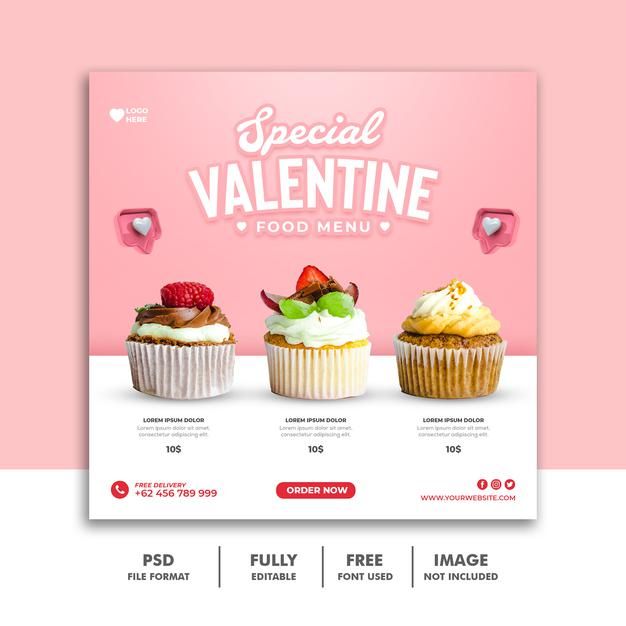 LOGO
HERE
Special
VALENTINE
FOOD MENU
LOREM IPSUM DOLOR
Lorem ipsum dolor sit amet,
consectetur adipiscing elit.
10$
LOREM IPSUM DOLOR
Lorem ipsum dolor sit amet,
consectetur adipiscing elit.
10$
LOREM IPSUM DOLOR
Lorem ipsum dolor sit amet,
consectetur adipiscing elit.
10$
FREE DELIVERY
+62 456 789 999
ORDER NOW
WWW.YOURWEBSITE.COM
PSD
FILE FORMAT
FULLY
EDITABLE
FREE
FONT USED
IMAGE
NOT INCLUDED